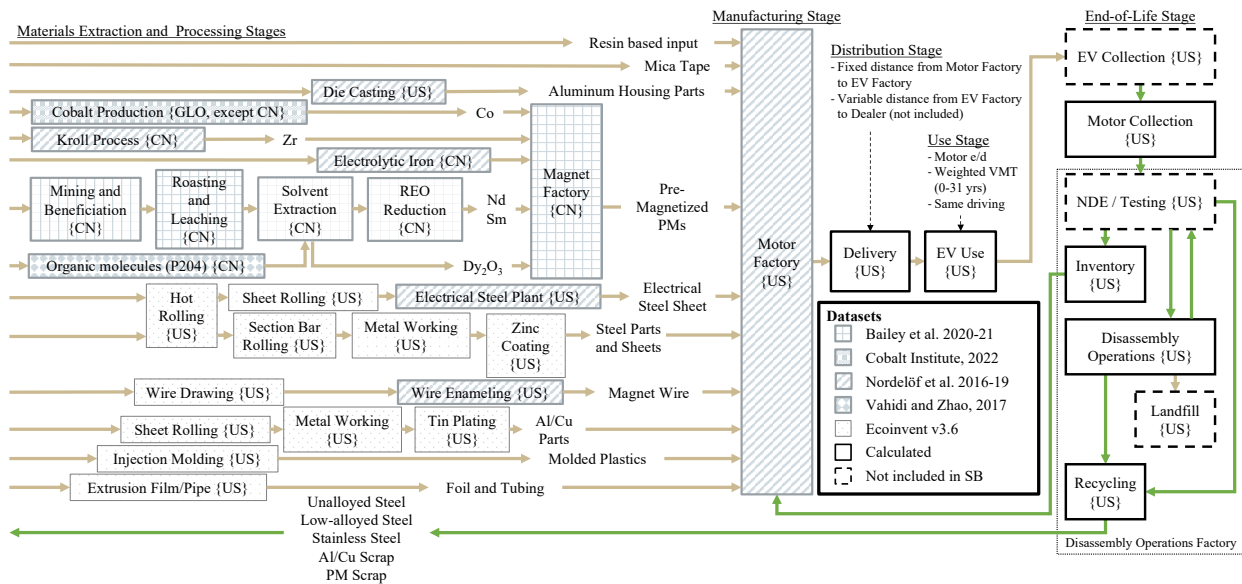 Materials Extraction and Processing Stages
Manufacturing Stage
End-of-Life Stage
Resin based input
Mica Tape
Die Casting {US}
Aluminum Housing Parts
Cobalt Production {GLO, except CN}
Co
Kroll Process {CN}
Zr
Electrolytic Iron {CN}
Mining and
Beneficiation
{CN}
Roasting
and
Leaching
{CN}
Solvent
Extraction
{CN}
REO
Reduction
{CN}
Nd
Sm
Magnet
Factory
{CN}
Pre-
Magnetized
PMs
Organic molecules (P204) {CN}
Dy₂O₃
Hot
Rolling
{US}
Sheet Rolling {US}
Electrical Steel Plant {US}
Electrical
Steel Sheet
Section Bar
Rolling {US}
Metal Working
{US}
Zinc
Coating
{US}
Steel Parts
and Sheets
Wire Drawing {US}
Wire Enameling {US}
Magnet Wire
Sheet Rolling {US}
Metal Working
{US}
Tin Plating
{US}
Al/Cu
Parts
Injection Molding {US}
Molded Plastics
Extrusion Film/Pipe {US}
Foil and Tubing
Unalloyed Steel
Low-alloyed Steel
Stainless Steel
Al/Cu Scrap
PM Scrap
Motor
Factory
{US}
Distribution Stage
- Fixed distance from Motor Factory
to EV Factory
- Variable distance from EV Factory
to Dealer (not included)
Use Stage
- Motor e/d
- Weighted VMT
(0-31 yrs)
- Same driving
Delivery
{US}
EV Use
{US}
Datasets
Bailey et al. 2020-21
Cobalt Institute, 2022
Nordelöf et al. 2016-19
Vahidi and Zhao, 2017
Ecoinvent v3.6
Calculated
Not included in SB
EV Collection
{US}
Motor Collection
{US}
NDE / Testing {US}
Inventory
{US}
Disassembly
Operations {US}
Landfill
{US}
Recycling
{US}
Disassembly Operations Factory